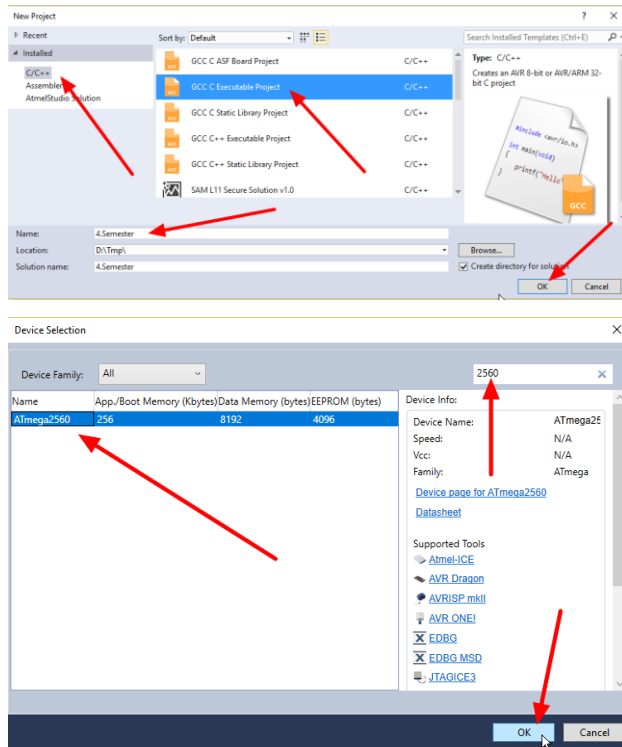 New Project
? ×
Recent
Sort by: Default
Search Installed Templates (Ctrl+E)
Installed
C/C++
Assembler
AtmelStudio Solution
GCC C ASF Board Project C/C++
GCC C Executable Project C/C++
GCC C Static Library Project C/C++
GCC C++ Executable Project C/C++
GCC C++ Static Library Project C/C++
SAM L11 Secure Solution v1.0 C/C++
Type: C/C++
Creates an AVR 8-bit or AVR/ARM 32-
bit C project
#include <avr/io.h>
int main(void)
{
printf("Hello
}
GCC
Name: 4.Semester
Location: D:\Tmp\
Browse...
Solution name: 4.Semester
Create directory for solution
OK Cancel
Device Selection
Device Family: All
2560
Name App./Boot Memory (Kbytes) Data Memory (bytes) EEPROM (bytes)
ATmega2560 256 8192 4096
Device Info:
Device Name: ATmega25
Speed: N/A
Vcc: N/A
Family: ATmega
Device page for ATmega2560
Datasheet
Supported Tools
Atmel-ICE
AVR Dragon
AVRISP mkII
AVR ONE!
EDBG
EDBG MSD
JTAGICE3
OK Cancel